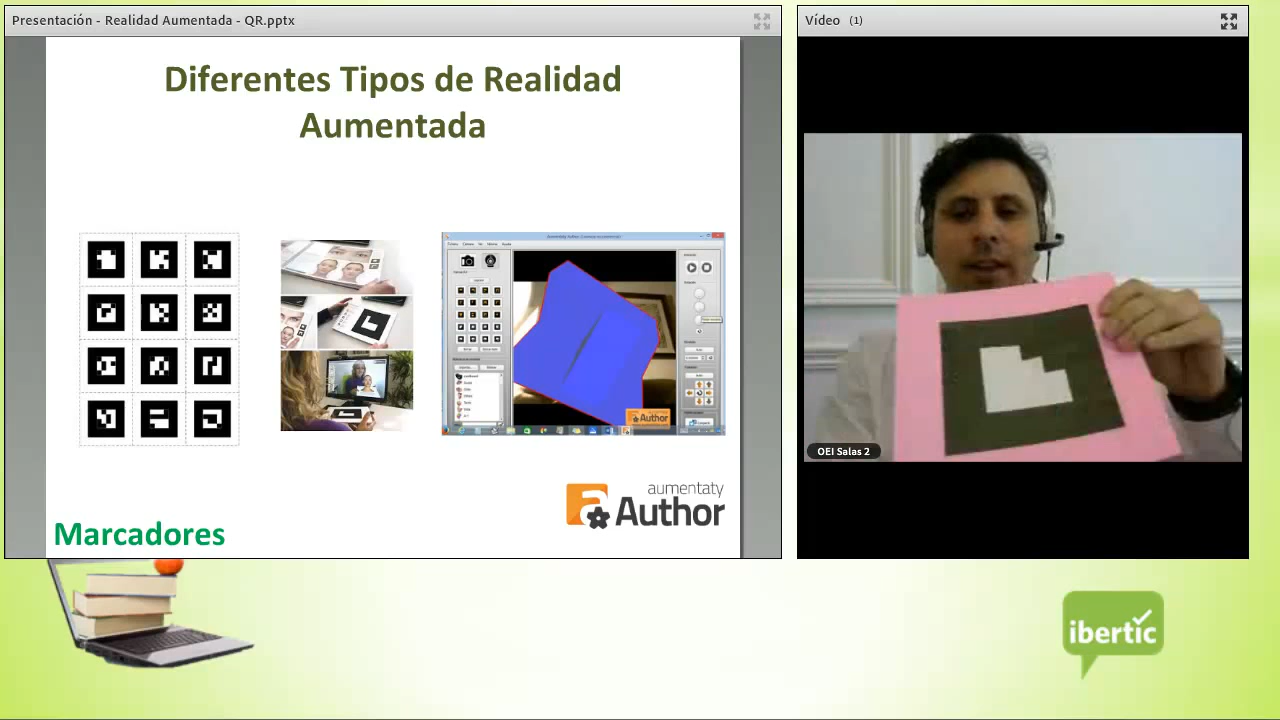 Presentación - Realidad Aumentada - QR.pptx
Vídeo (1)
Diferentes Tipos de Realidad
Aumentada
Author
OEI Salas 2
aumentaty
Author
Marcadores
ibertic